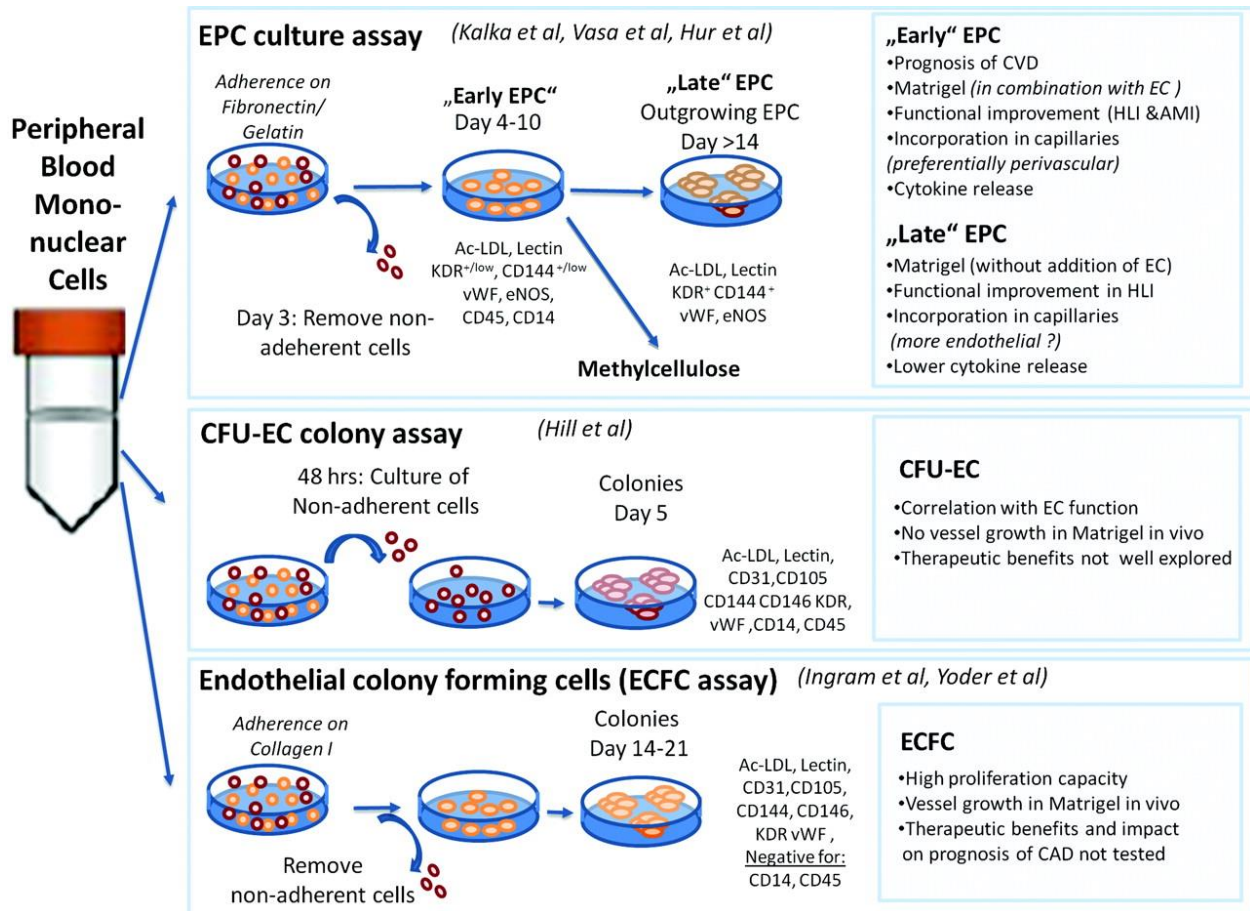 Peripheral
Blood
Mono-
nuclear
Cells
EPC culture assay (Kalka et al, Vasa et al, Hur et al)
Adherence on
Fibronectin/
Gelatin
Day 3: Remove non-
adeherent cells
„Early EPC“
Day 4-10
Ac-LDL, Lectin
KDR+/low, CD144 +/low
vWF, eNOS,
CD45, CD14
„Late“ EPC
Outgrowing EPC
Day >14
Ac-LDL, Lectin
KDR+ CD144 +
vWF, eNOS
Methylcellulose
„Early“ EPC
•Prognosis of CVD
•Matrigel (in combination with EC )
•Functional improvement (HLI &AMI)
•Incorporation in capillaries
(preferentially perivascular)
•Cytokine release
„Late“ EPC
•Matrigel (without addition of EC)
•Functional improvement in HLI
•Incorporation in capillaries
(more endothelial ?)
•Lower cytokine release
CFU-EC colony assay (Hill et al)
48 hrs: Culture of
Non-adherent cells
Colonies
Day 5
Ac-LDL, Lectin,
CD31,CD105
CD144 CD146 KDR,
vWF ,CD14, CD45
CFU-EC
•Correlation with EC function
•No vessel growth in Matrigel in vivo
•Therapeutic benefits not well explored
Endothelial colony forming cells (ECFC assay) (Ingram et al, Yoder et al)
Adherence on
Collagen I
Remove
non-adherent cells
Colonies
Day 14-21
Ac-LDL, Lectin,
CD31,CD105,
CD144, CD146,
KDR vWF ,
Negative for:
CD14, CD45
ECFC
•High proliferation capacity
•Vessel growth in Matrigel in vivo
•Therapeutic benefits and impact
on prognosis of CAD not tested